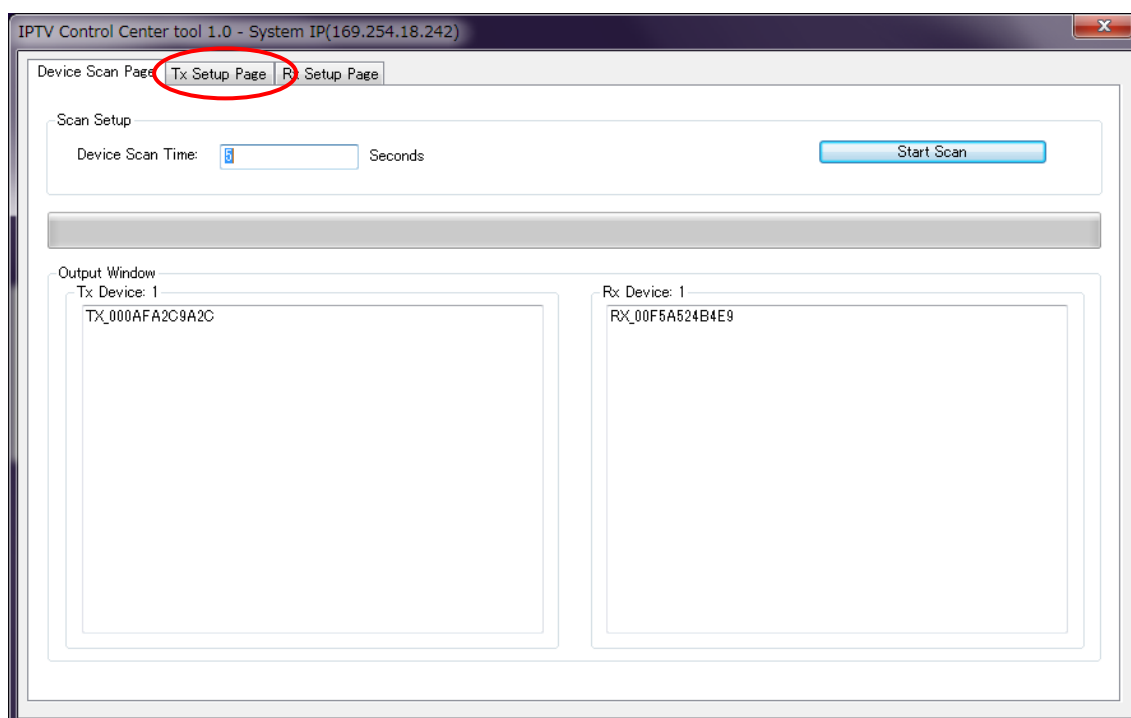 IPTV Control Center tool 1.0 - System IP(169.254.18.242)
Device Scan Page Tx Setup Page Rx Setup Page
Scan Setup
Device Scan Time: 5 Seconds Start Scan
Output Window
Tx Device: 1 Rx Device: 1
TX_000AFA2C9A2C RX_00F5A524B4E9